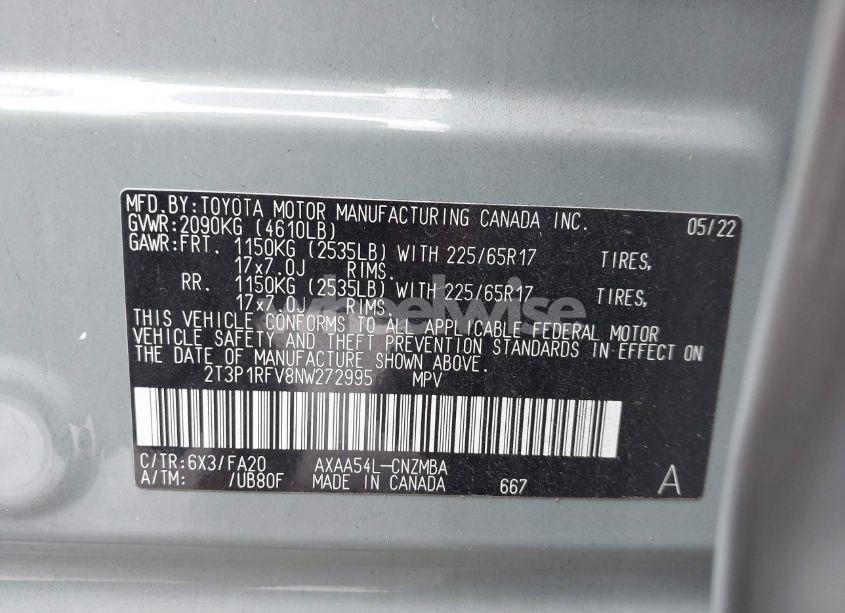 MFD.BY:TOYOTA MOTOR MANUFACTURING CANADA INC. 05/22
GVWR:2090KG (4610LB)
GAWR:FRT. 1150KG (2535LB) WITH 225/65R17 TIRES,
17x7.0J RIMS.
RR. 1150KG (2535LB) WITH 225/65R17 TIRES,
17x7.0J RIMS.
wheelwise
THIS VEHICLE CONFORMS TO ALL APPLICABLE FEDERAL MOTOR
VEHICLE SAFETY AND THEFT PREVENTION STANDARDS IN EFFECT ON
THE DATE OF MANUFACTURE SHOWN ABOVE.
2T3P1RFV8NW272995 MPV
C/TR:6X3/FA20 AXAA54L-CNZMBA
A/TM: /UB80F MADE IN CANADA 667 A